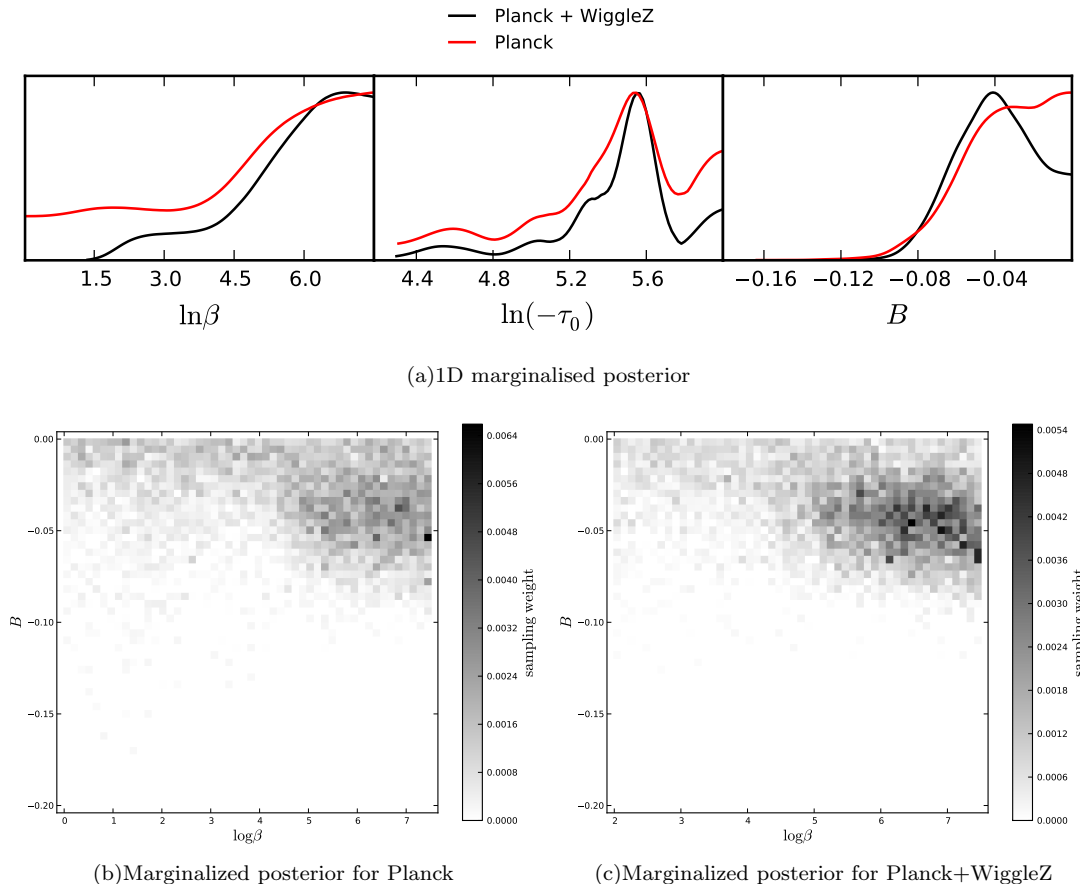 Planck + WiggleZ
Planck
1.5 3.0 4.5 6.0
4.4 4.8 5.2 5.6
−0.16 −0.12 −0.08 −0.04
lnβ
ln(−τ₀)
B
(a)1D marginalised posterior
0.00
−0.05
−0.10
−0.15
−0.20
B
0 1 2 3 4 5 6 7
logβ
0.0064
0.0056
0.0048
0.0040
0.0032
0.0024
0.0016
0.0008
0.0000
sampling weight
(b)Marginalized posterior for Planck
0.00
−0.05
−0.10
−0.15
−0.20
B
2 3 4 5 6 7
logβ
0.0054
0.0048
0.0042
0.0036
0.0030
0.0024
0.0018
0.0012
0.0006
0.0000
sampling weight
(c)Marginalized posterior for Planck+WiggleZ